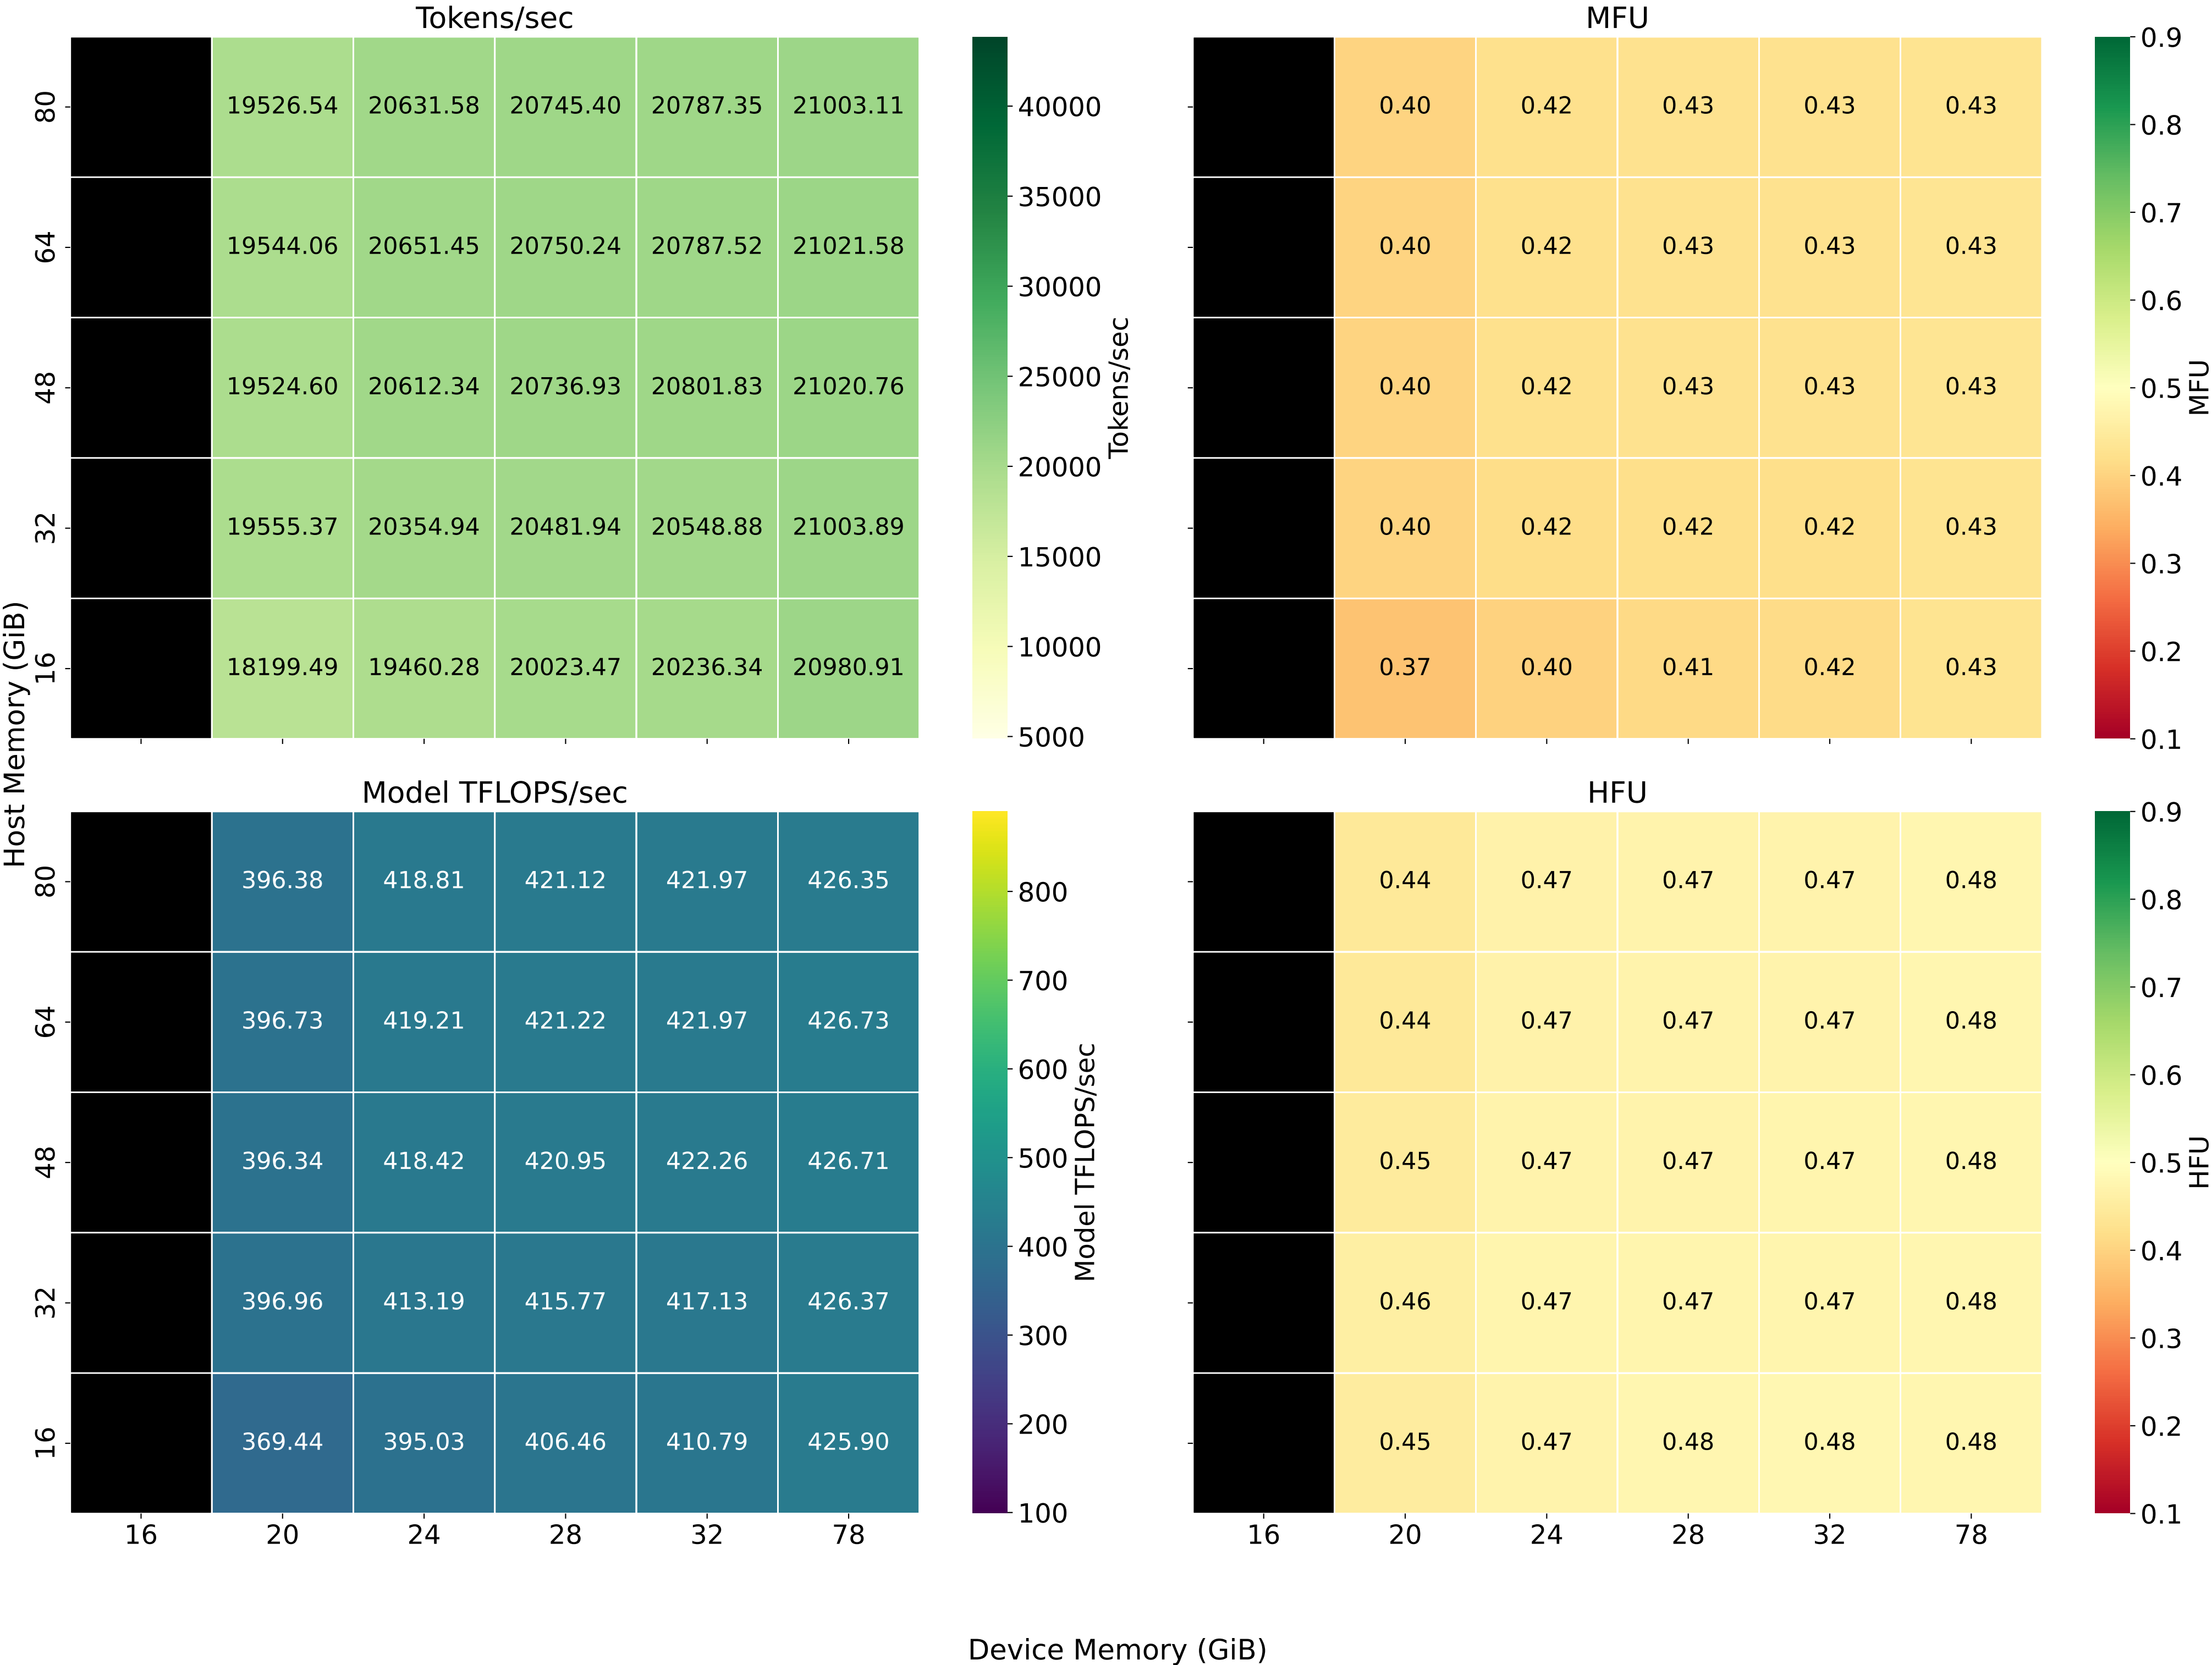 Tokens/sec
80 19526.54 20631.58 20745.40 20787.35 21003.11
64 19544.06 20651.45 20750.24 20787.52 21021.58
48 19524.60 20612.34 20736.93 20801.83 21020.76
32 19555.37 20354.94 20481.94 20548.88 21003.89
16 18199.49 19460.28 20023.47 20236.34 20980.91
40000
35000
30000
25000
20000
15000
10000
5000
Tokens/sec
MFU
0.40 0.42 0.43 0.43 0.43
0.40 0.42 0.43 0.43 0.43
0.40 0.42 0.43 0.43 0.43
0.40 0.42 0.42 0.42 0.43
0.37 0.40 0.41 0.42 0.43
0.9
0.8
0.7
0.6
0.5
0.4
0.3
0.2
0.1
MFU
Host Memory (GiB)
Model TFLOPS/sec
80 396.38 418.81 421.12 421.97 426.35
64 396.73 419.21 421.22 421.97 426.73
48 396.34 418.42 420.95 422.26 426.71
32 396.96 413.19 415.77 417.13 426.37
16 369.44 395.03 406.46 410.79 425.90
16 20 24 28 32 78
800
700
600
500
400
300
200
100
Model TFLOPS/sec
HFU
0.44 0.47 0.47 0.47 0.48
0.44 0.47 0.47 0.47 0.48
0.45 0.47 0.47 0.47 0.48
0.46 0.47 0.47 0.47 0.48
0.45 0.47 0.48 0.48 0.48
16 20 24 28 32 78
0.9
0.8
0.7
0.6
0.5
0.4
0.3
0.2
0.1
HFU
Device Memory (GiB)